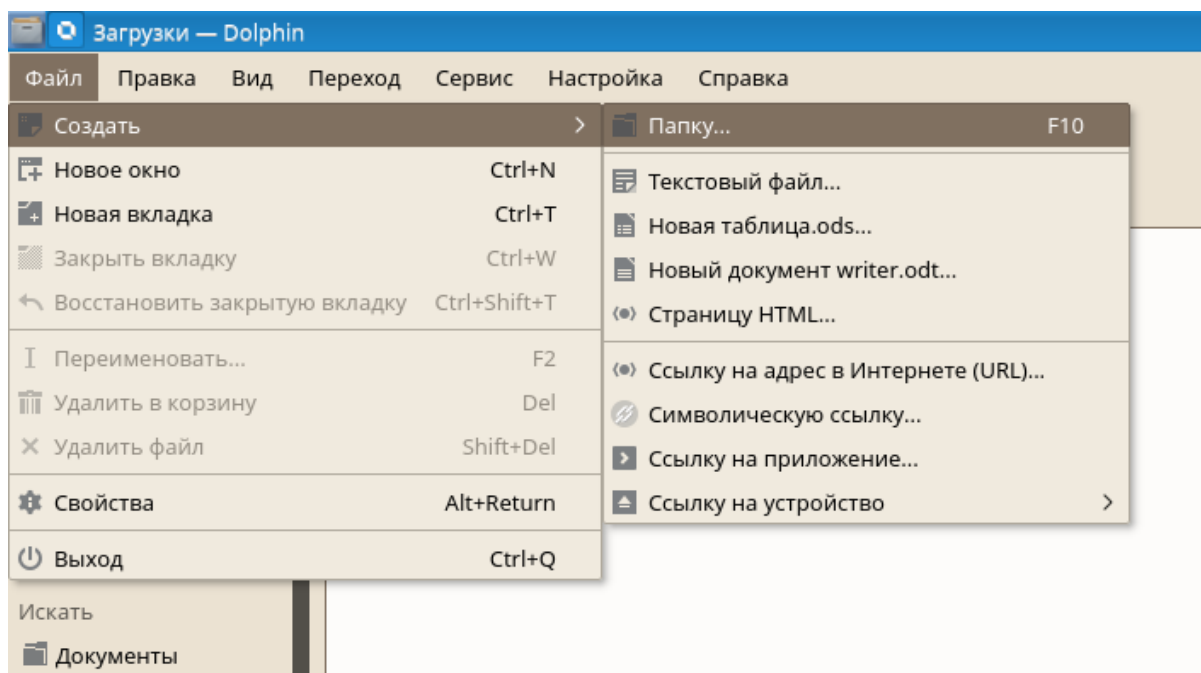 Загрузки — Dolphin
Файл Правка Вид Переход Сервис Настройка Справка
Создать
Новое окно Ctrl+N
Новая вкладка Ctrl+T
Закрыть вкладку Ctrl+W
Восстановить закрытую вкладку Ctrl+Shift+T
Переименовать... F2
Удалить в корзину Del
Удалить файл Shift+Del
Свойства Alt+Return
Выход Ctrl+Q
Папку... F10
Текстовый файл...
Новая таблица.ods...
Новый документ writer.odt...
Страницу HTML...
Ссылку на адрес в Интернете (URL)...
Символическую ссылку...
Ссылку на приложение...
Ссылку на устройство
Искать
Документы